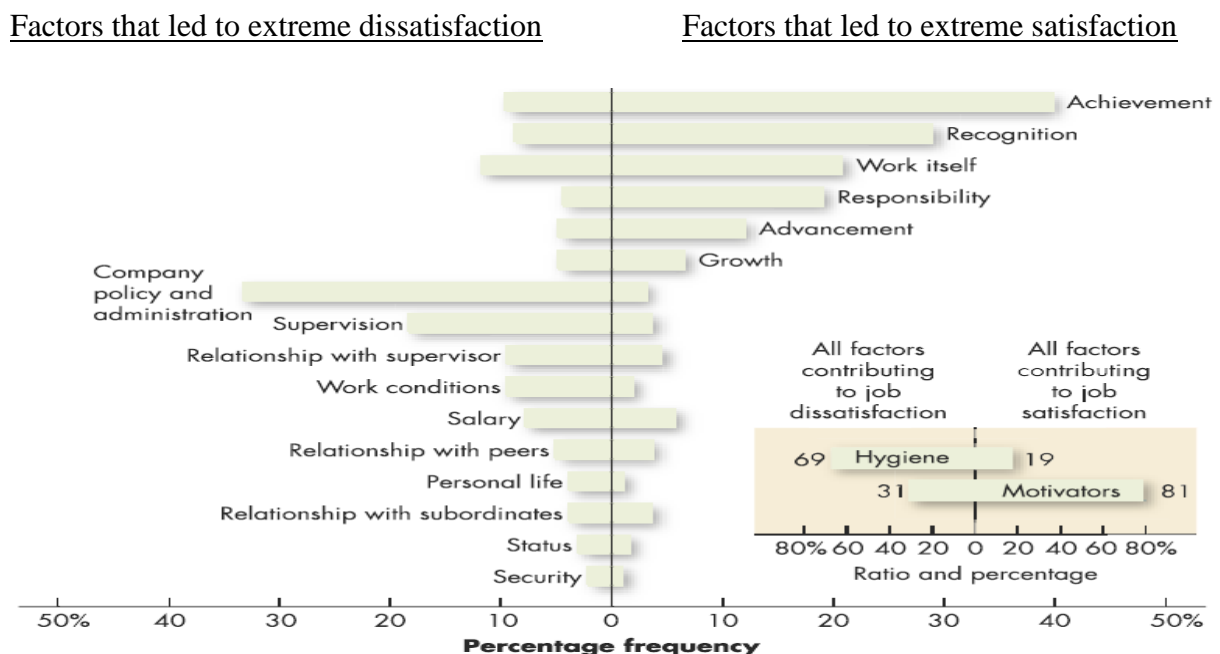 Factors that led to extreme dissatisfaction
Factors that led to extreme satisfaction
Achievement
Recognition
Work itself
Responsibility
Advancement
Growth
Company
policy and
administration
Supervision
Relationship with supervisor
Work conditions
Salary
Relationship with peers
Personal life
Relationship with subordinates
Status
Security
50% 40 30 20 10 0 10 20 30 40 50%
Percentage frequency
All factors
contributing
to job
dissatisfaction
All factors
contributing
to job
satisfaction
69 Hygiene 19
31 Motivators 81
80% 60 40 20 0 20 40 60 80%
Ratio and percentage